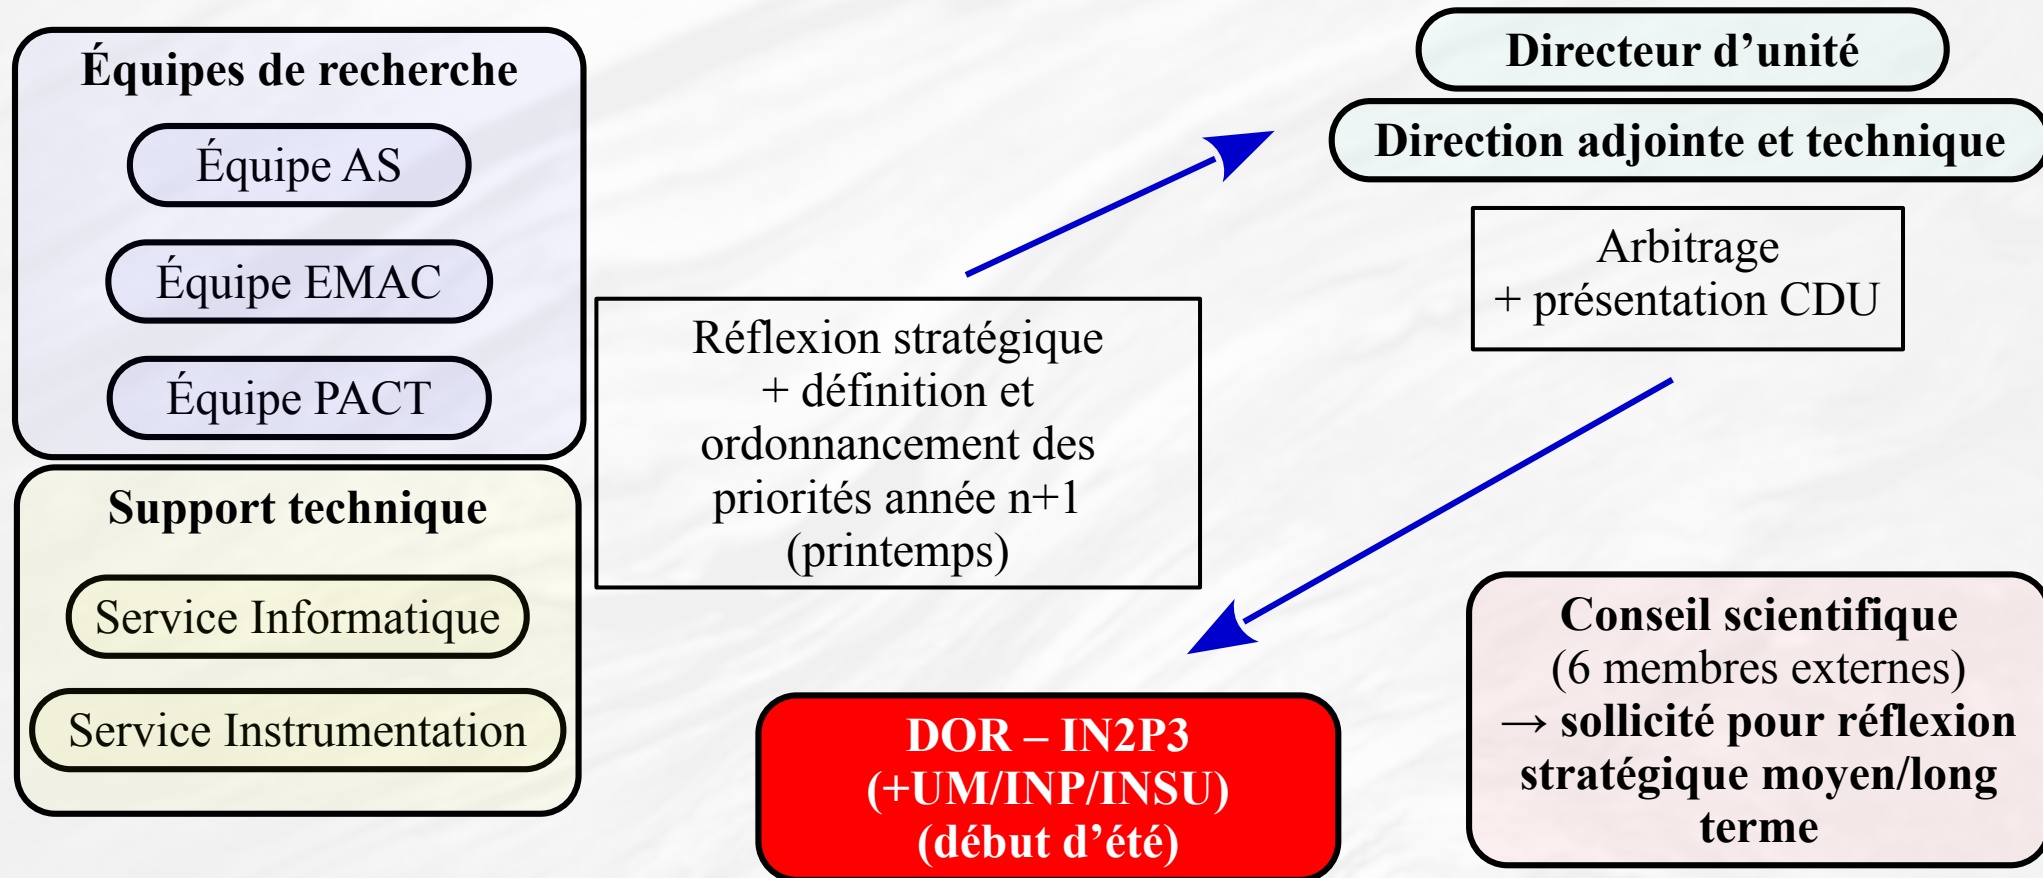 Équipes de recherche
Équipe AS
Équipe EMAC
Équipe PACT
Support technique
Service Informatique
Service Instrumentation
Réflexion stratégique
+ définition et
ordonnancement des
priorités année n+1
(printemps)
Directeur d’unité
Direction adjointe et technique
Arbitrage
+ présentation CDU
DOR – IN2P3
(+UM/INP/INSU)
(début d’été)
Conseil scientifique
(6 membres externes)
→ sollicité pour réflexion
stratégique moyen/long
terme